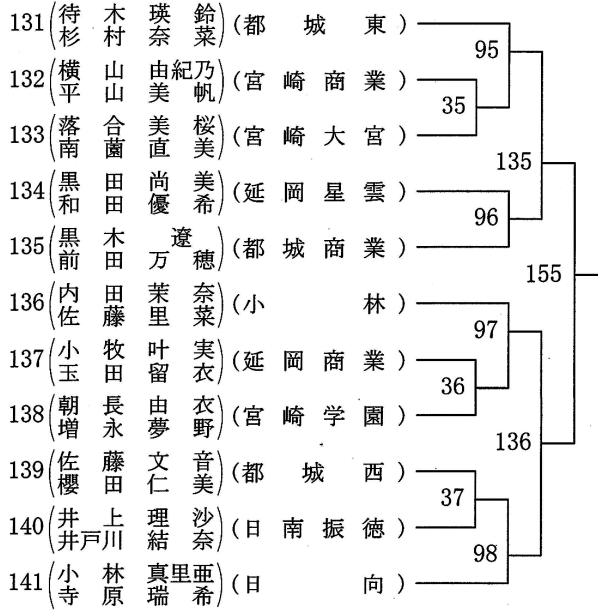 131(待木瑛鈴 杉村奈菜)(都城東)
95
132(横山由紀乃 平山美帆)(宮崎商業)
35
133(落合美桜 南薗直美)(宮崎大宮)
135
134(黒田尚美 和田優希)(延岡星雲)
96
135(黒木遼 前田万穂)(都城商業)
155
136(内田茉奈 佐藤里菜)(小林)
97
137(小牧叶実 玉田留衣)(延岡商業)
36
138(朝長由衣 増永夢野)(宮崎学園)
136
139(佐藤文音 櫻田仁美)(都城西)
37
140(井上理沙 井戸川結奈)(日南振徳)
98
141(小林真里亜 寺原瑞希)(日向)